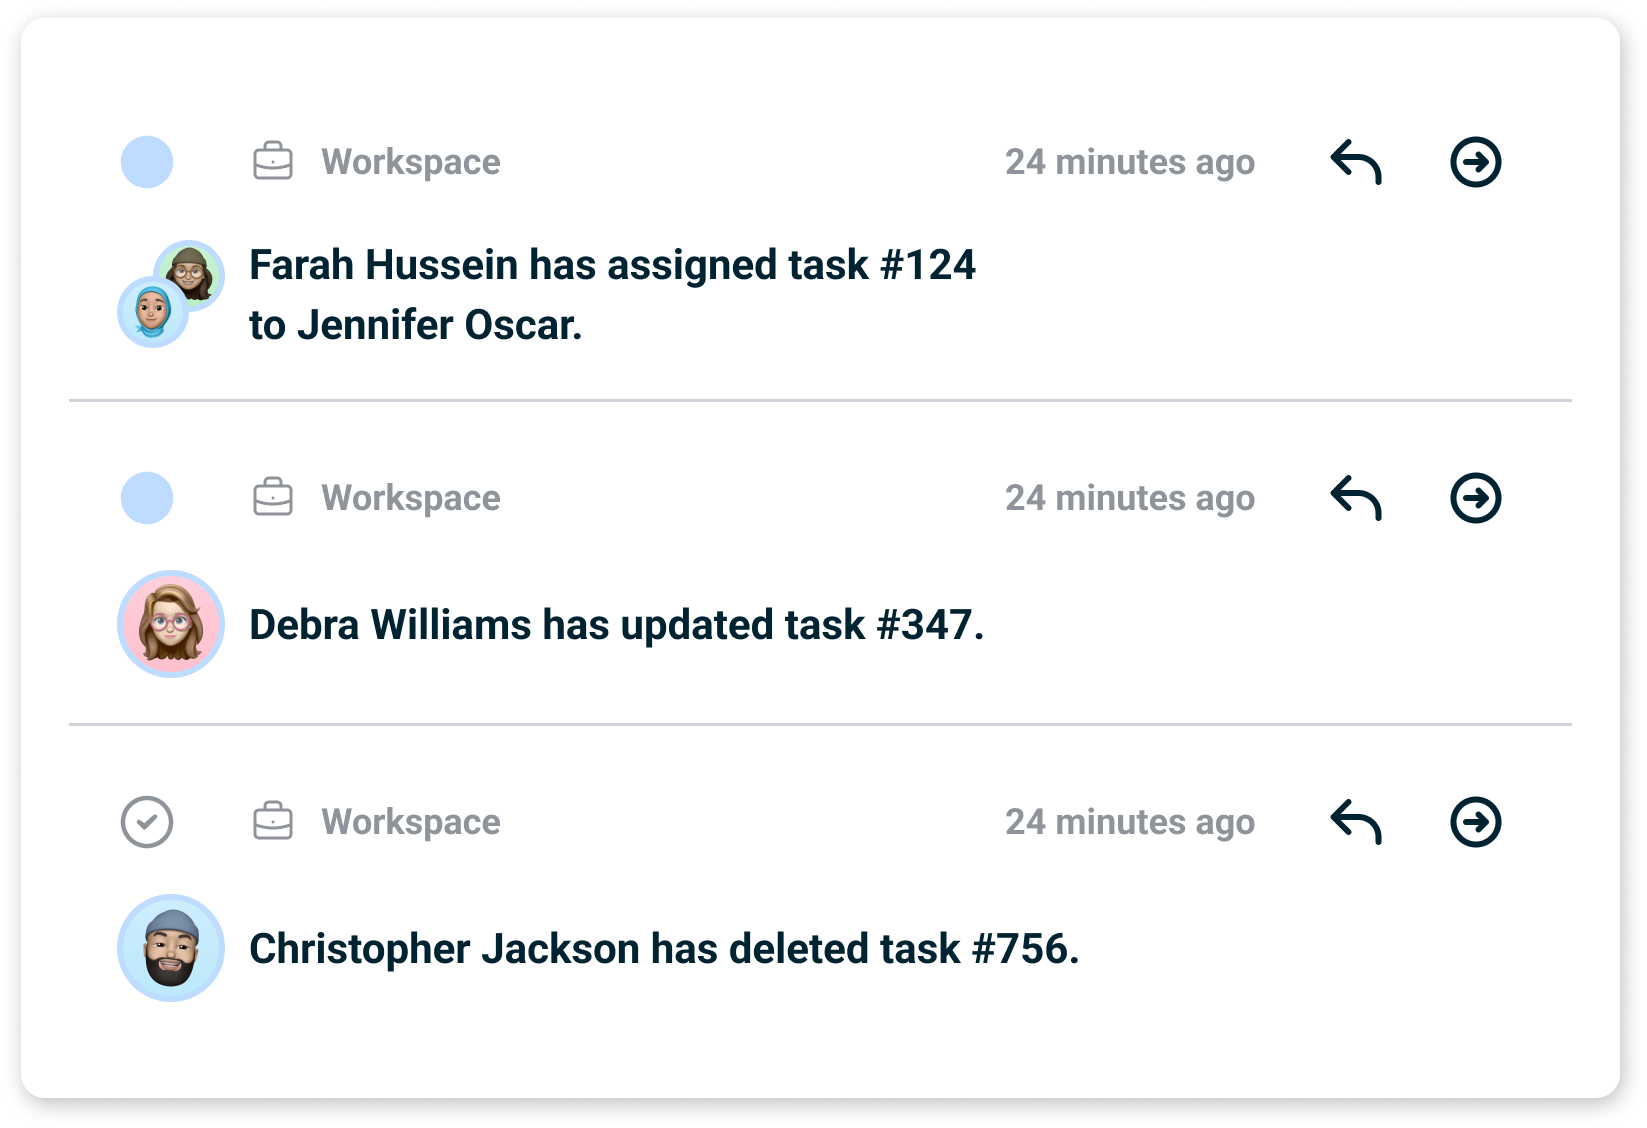 Workspace
24 minutes ago
Farah Hussein has assigned task #124
to Jennifer Oscar.
Workspace
24 minutes ago
Debra Williams has updated task #347.
Workspace
24 minutes ago
Christopher Jackson has deleted task #756.